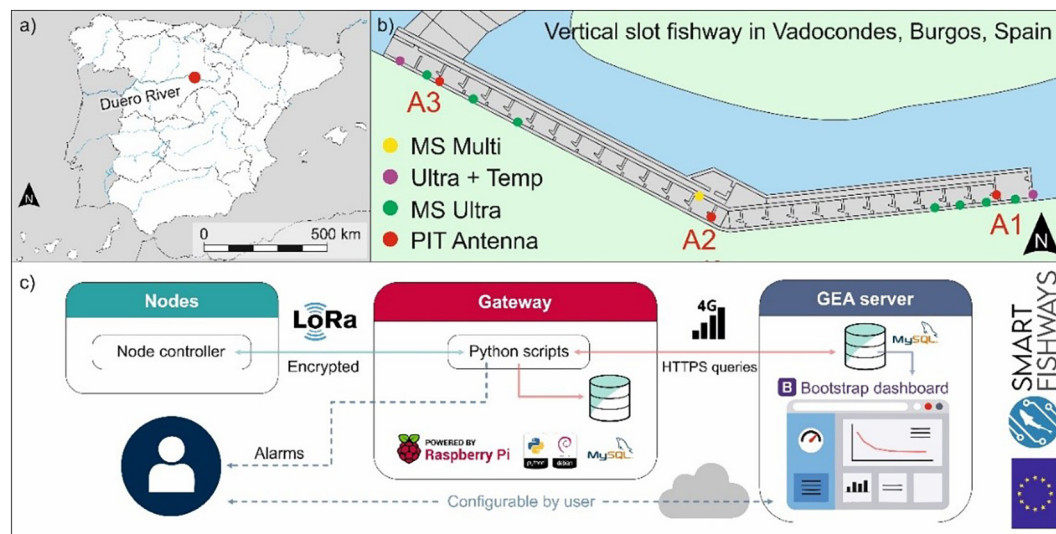 a)
Duero River
N
0
500 km
b)
Vertical slot fishway in Vadocondes, Burgos, Spain
A3
MS Multi
Ultra + Temp
MS Ultra
PIT Antenna
A2
A1
N
c)
Nodes
Node controller
LoRa
Encrypted
Gateway
Python scripts
POWERED BY
Raspberry Pi
python
debian
MySQL
4G
HTTPS queries
GEA server
MySQL
B Bootstrap dashboard
Alarms
Configurable by user
SMART
FISHWAYS